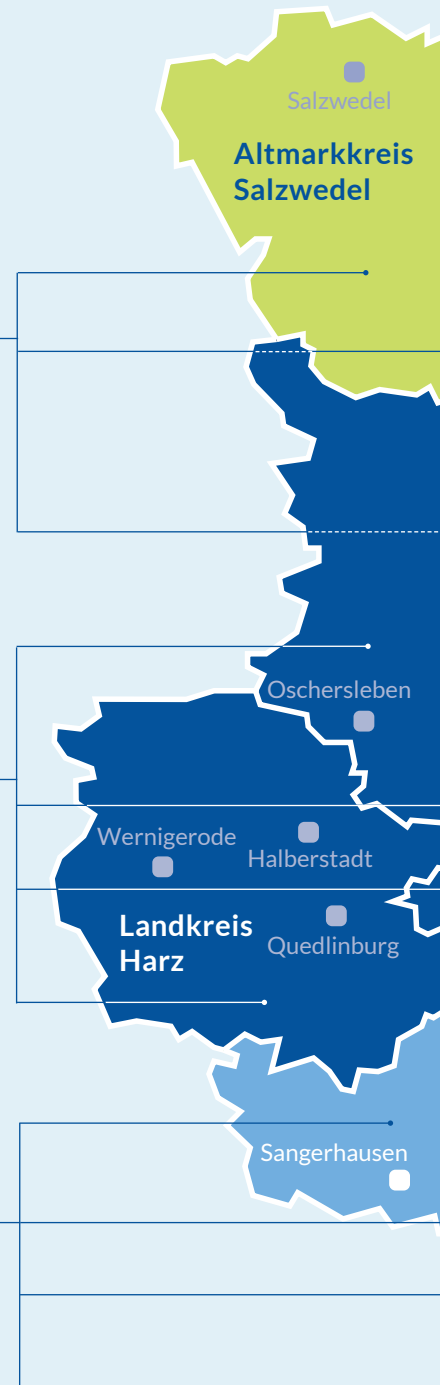 Salzwedel
Altmarkkreis
Salzwedel
Oschersleben
Wernigerode
Halberstadt
Landkreis
Harz
Quedlinburg
Sangerhausen